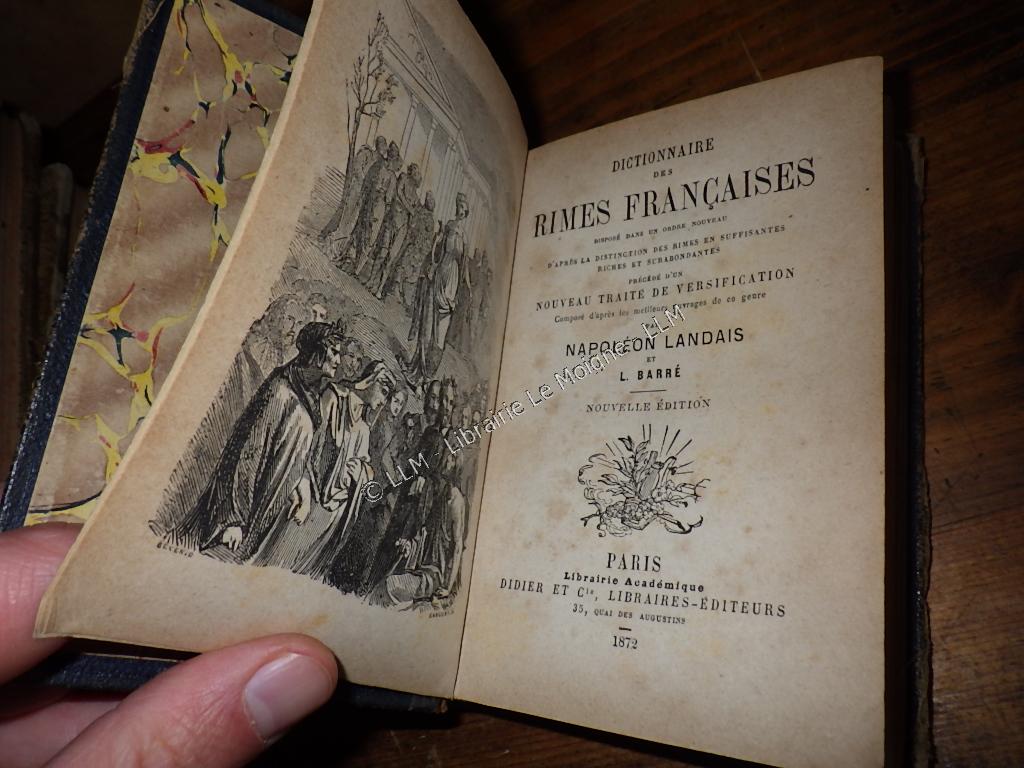 DICTIONNAIRE
DES
RIMES FRANÇAISES
DISPOSÉ DANS UN ORDRE NOUVEAU
D'APRÈS LA DISTINCTION DES RIMES EN SUFFISANTES
RICHES ET SURABONDANTES
PRÉCÉDÉ D'UN
NOUVEAU TRAITÉ DE VERSIFICATION
Composé d'après les meilleurs ouvrages de ce genre
PAR
NAPOLÉON LANDAIS
ET
L. BARRÉ
NOUVELLE ÉDITION
PARIS
Librairie Académique
DIDIER ET Cie, LIBRAIRES-ÉDITEURS
35, QUAI DES AUGUSTINS
1872
© LLM - Librairie Le Moigne - LLM